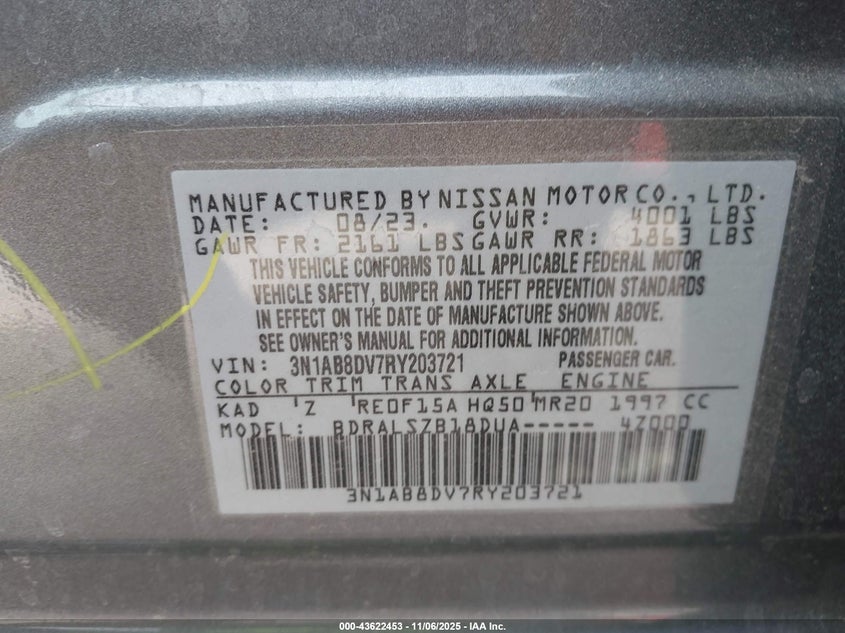 MANUFACTURED BY NISSAN MOTOR CO., LTD.
DATE: 08/23. GVWR: 4001 LBS
GAWR FR: 2161 LBS GAWR RR: 1863 LBS
THIS VEHICLE CONFORMS TO ALL APPLICABLE FEDERAL MOTOR
VEHICLE SAFETY, BUMPER AND THEFT PREVENTION STANDARDS
IN EFFECT ON THE DATE OF MANUFACTURE SHOWN ABOVE.
SEE OWNER'S MANUAL FOR ADDITIONAL INFORMATION.
VIN: 3N1AB8DV7RY203721 PASSENGER CAR.
COLOR TRIM TRANS AXLE ENGINE
KAD 'Z 'RE0F15A HQ50'MR20 1997 CC
MODEL: BDRALSZB18DUA----- 4Z000
3N1AB8DV7RY203721
000-43622453 - 11/06/2025 - IAA Inc.